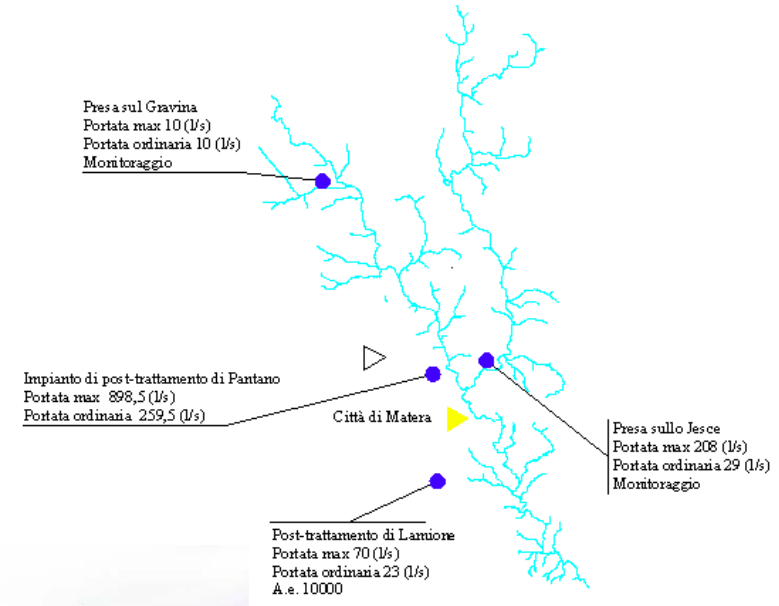 Presa sul Gravina
Portata max 10 (l/s)
Portata ordinaria 10 (l/s)
Monitoraggio
Impianto di post-trattamento di Pantano
Portata max 898,5 (l/s)
Portata ordinaria 259,5 (l/s)
Città di Matera
Presa sullo Jesce
Portata max 208 (l/s)
Portata ordinaria 29 (l/s)
Monitoraggio
Post-trattamento di Lamione
Portata max 70 (l/s)
Portata ordinaria 23 (l/s)
A.e. 10000